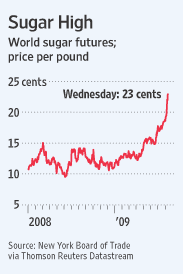 Sugar High
World sugar futures;
price per pound
25 cents
Wednesday: 23 cents
20
15
10
5
2008 '09
Source: New York Board of Trade
via Thomson Reuters Datastream